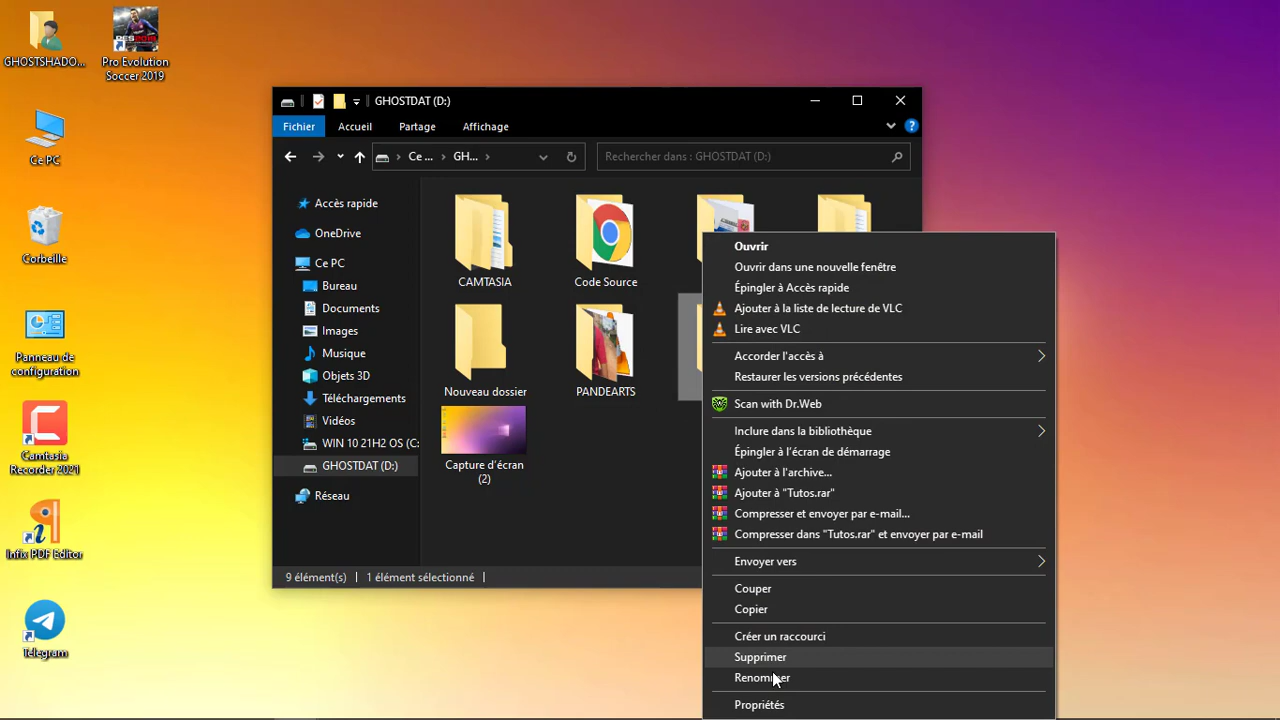 GHOSTSHADO...
Pro Evolution
Soccer 2019
Ce PC
Corbeille
Panneau de
configuration
Camtasia
Recorder 2021
Infix PDF Editor
Telegram
GHOSTDAT (D:)
Fichier
Accueil
Partage
Affichage
Ce ...
GH...
Rechercher dans : GHOSTDAT (D:)
Accès rapide
OneDrive
Ce PC
Bureau
Documents
Images
Musique
Objets 3D
Téléchargements
Vidéos
WIN 10 21H2 OS (C:
GHOSTDAT (D:)
Réseau
CAMTASIA
Code Source
Nouveau dossier
PANDEARTS
Capture d'écran
(2)
9 élément(s)
1 élément sélectionné
Ouvrir
Ouvrir dans une nouvelle fenêtre
Épingler à Accès rapide
Ajouter à la liste de lecture de VLC
Lire avec VLC
Accorder l'accès à
Restaurer les versions précédentes
Scan with Dr.Web
Inclure dans la bibliothèque
Épingler à l'écran de démarrage
Ajouter à l'archive...
Ajouter à "Tutos.rar"
Compresser et envoyer par e-mail...
Compresser dans "Tutos.rar" et envoyer par e-mail
Envoyer vers
Couper
Copier
Créer un raccourci
Supprimer
Renommer
Propriétés